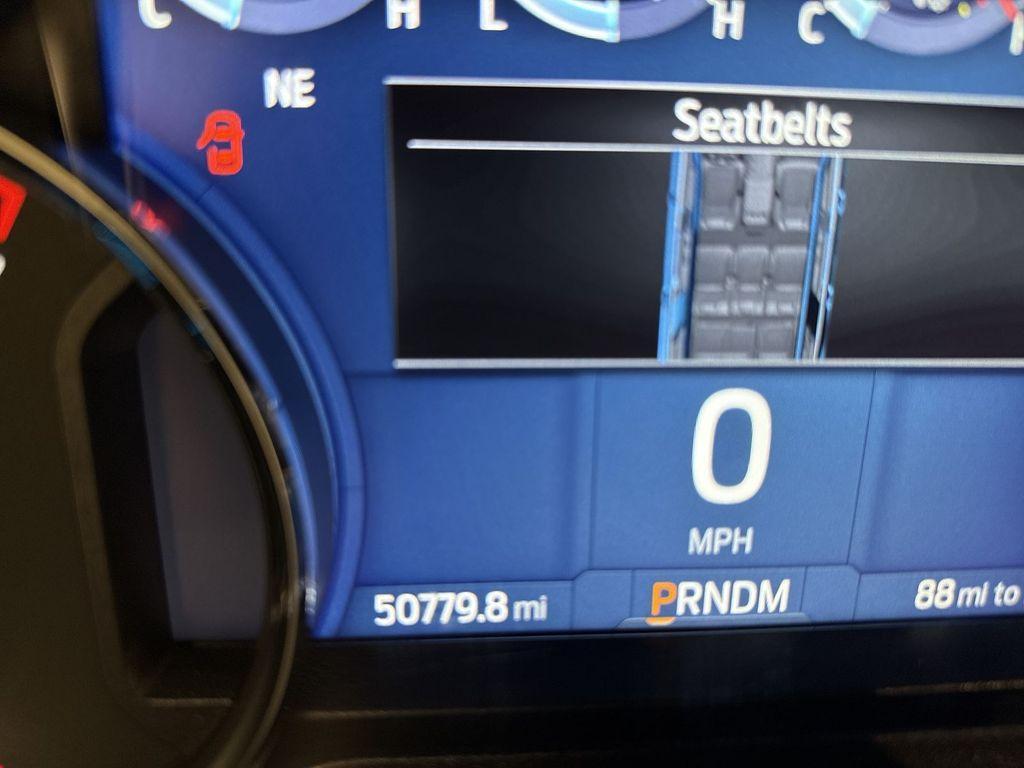 C H L H C H
NE
Seatbelts
0
MPH
50779.8 mi
PRNDM
88 mi to